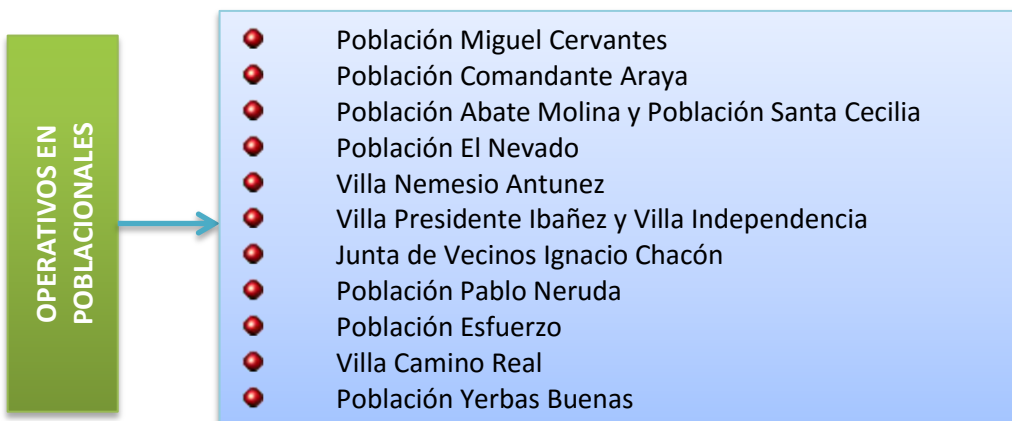 OPERATIVOS EN
POBLACIONALES
Población Miguel Cervantes
Población Comandante Araya
Población Abate Molina y Población Santa Cecilia
Población El Nevado
Villa Nemesio Antunez
Villa Presidente Ibañez y Villa Independencia
Junta de Vecinos Ignacio Chacón
Población Pablo Neruda
Población Esfuerzo
Villa Camino Real
Población Yerbas Buenas